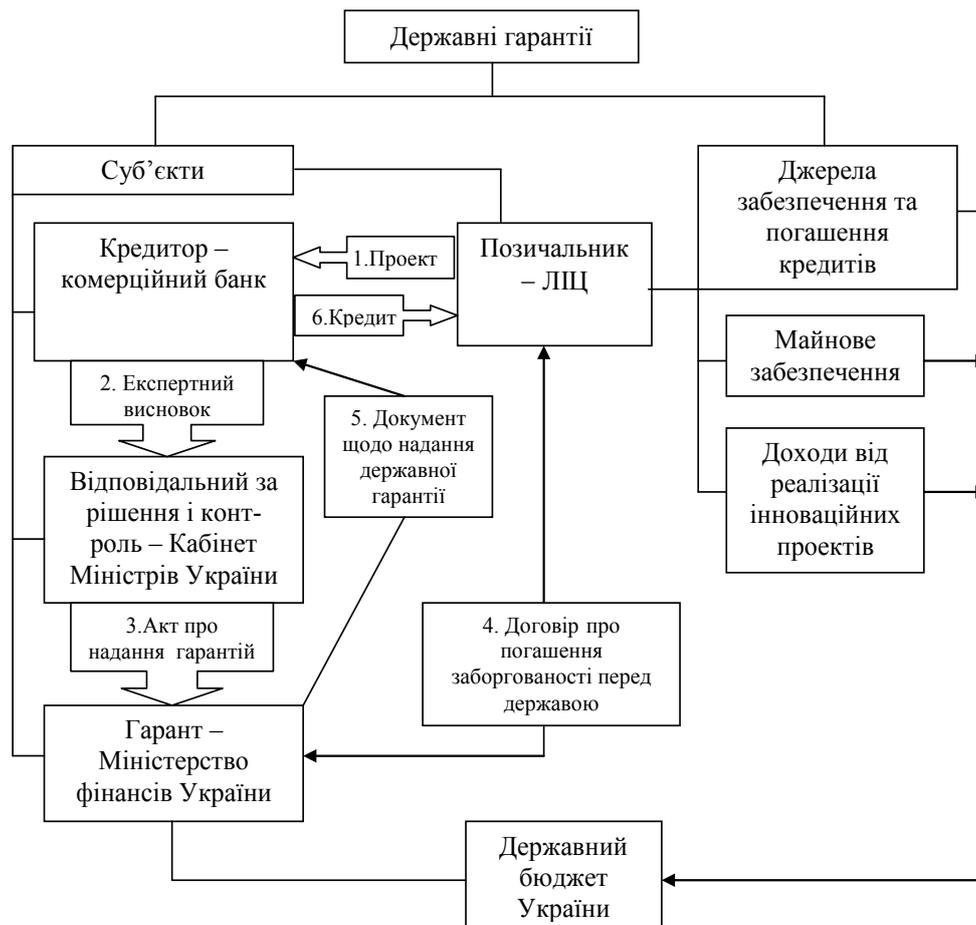 Державні гарантії
Суб’єкти
Джерела
забезпечення та
погашення
кредитів
Кредитор –
комерційний банк
1.Проект
Позичальник
– ЛІЦ
6.Кредит
Майнове
забезпечення
2. Експертний
висновок
5. Документ
щодо надання
державної
гарантії
Доходи від
реалізації
інноваційних
проектів
Відповідальний за
рішення і конт-
роль – Кабінет
Міністрів України
3.Акт про
надання гарантій
4. Договір про
погашення
заборгованості перед
державою
Гарант –
Міністерство
фінансів України
Державний
бюджет
України